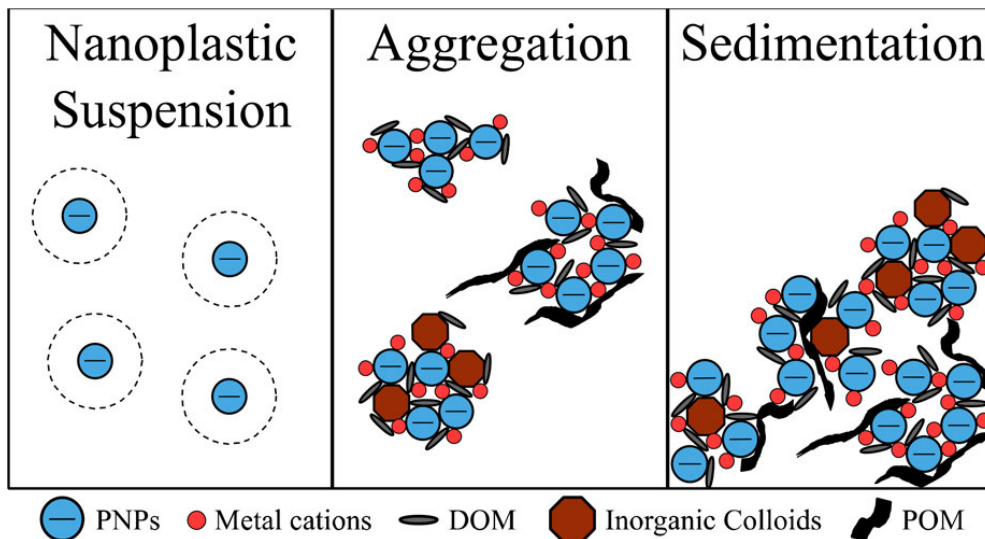 Nanoplastic
Suspension
Aggregation
Sedimentation
PNPs
Metal cations
DOM
Inorganic Colloids
POM